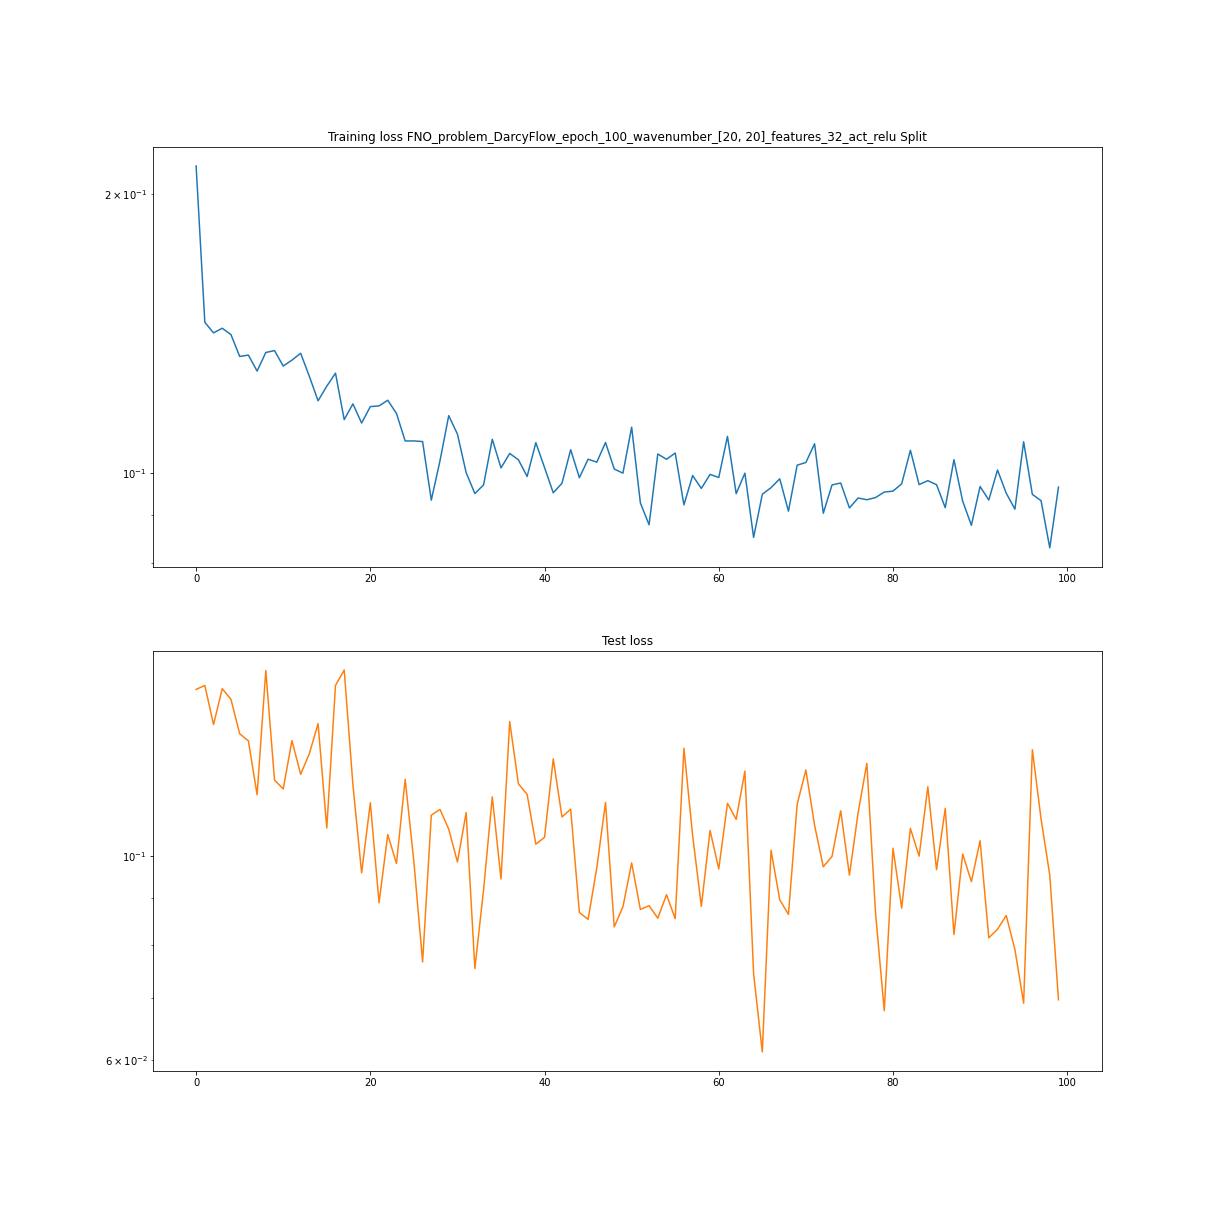 Training loss FNO_problem_DarcyFlow_epoch_100_wavenumber_[20, 20]_features_32_act_relu Split
2 × 10⁻¹
10⁻¹
0 20 40 60 80 100
Test loss
10⁻¹
6 × 10⁻²
0 20 40 60 80 100